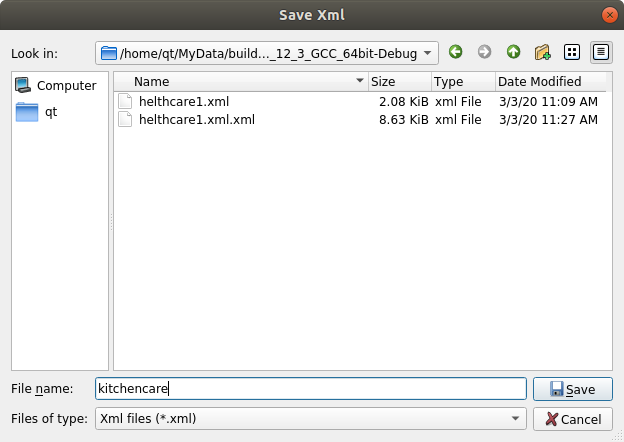 Save Xml
Look in: /home/qt/MyData/build..._12_3_GCC_64bit-Debug
Computer
qt
Name Size Type Date Modified
helthcare1.xml 2.08 KiB xml File 3/3/20 11:09 AM
helthcare1.xml.xml 8.63 KiB xml File 3/3/20 11:27 AM
File name: kitchencare Save
Files of type: Xml files (*.xml) Cancel